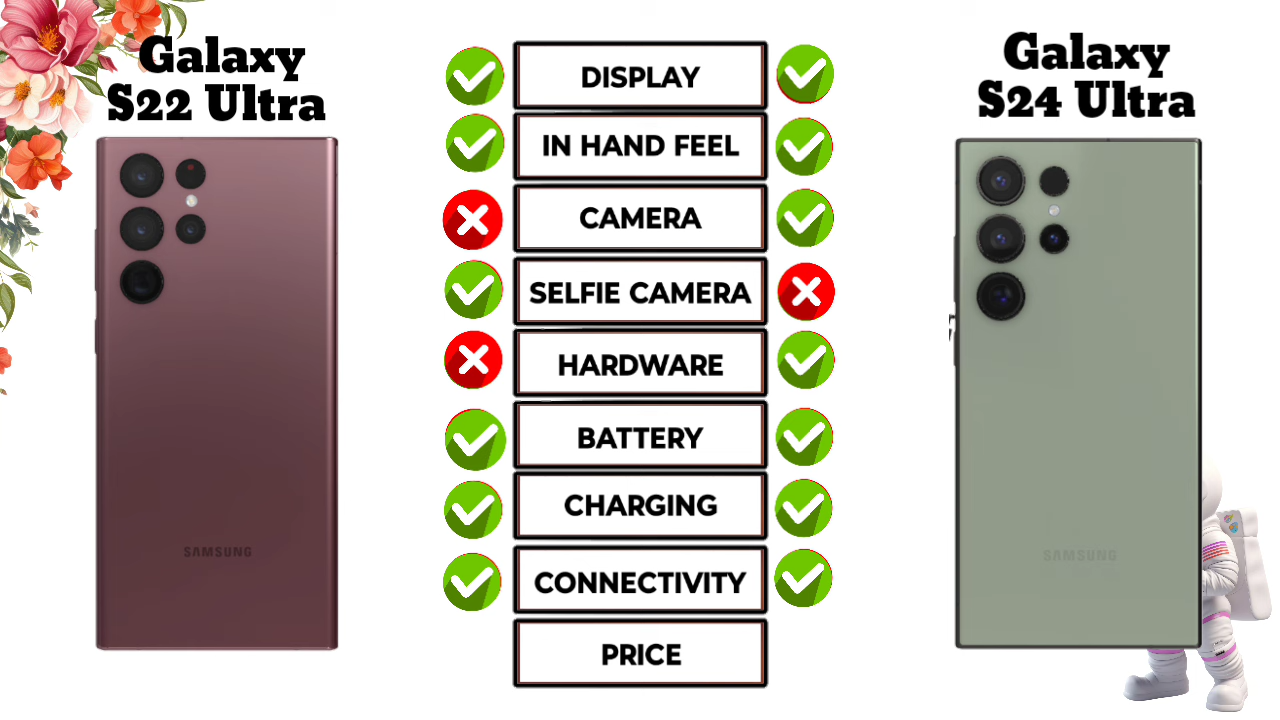 Galaxy
S22 Ultra
DISPLAY
IN HAND FEEL
CAMERA
SELFIE CAMERA
HARDWARE
BATTERY
CHARGING
CONNECTIVITY
PRICE
SAMSUNG
Galaxy
S24 Ultra
SAMSUNG